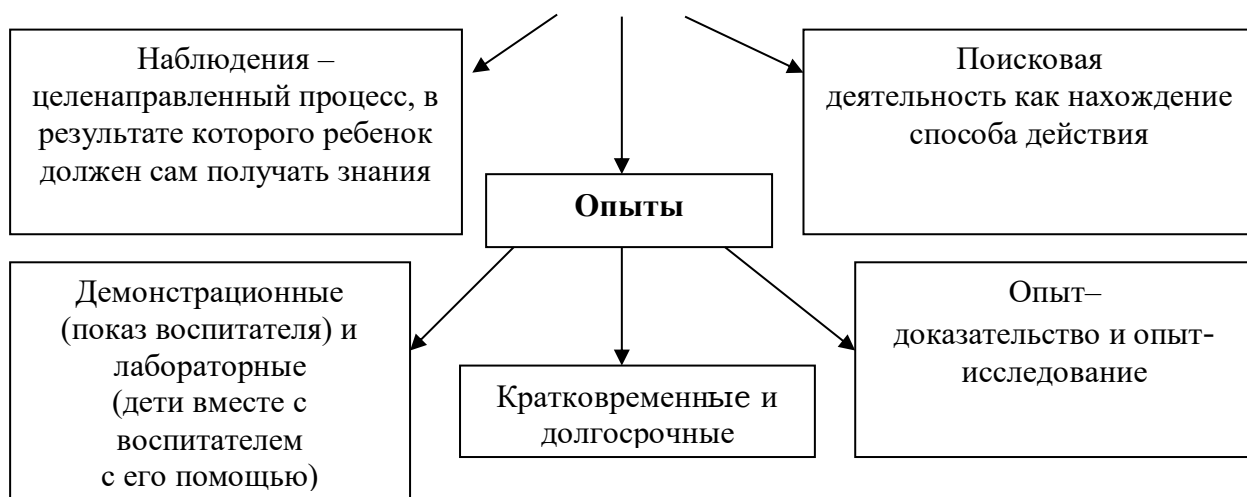 Наблюдения –
целенаправленный процесс, в
результате которого ребенок
должен сам получать знания
Поисковая
деятельность как нахождение
способа действия
Опыты
Демонстрационные
(показ воспитателя) и
лабораторные
(дети вместе с
воспитателем
с его помощью)
Кратковременные и
долгосрочные
Опыт–
доказательство и опыт-
исследование